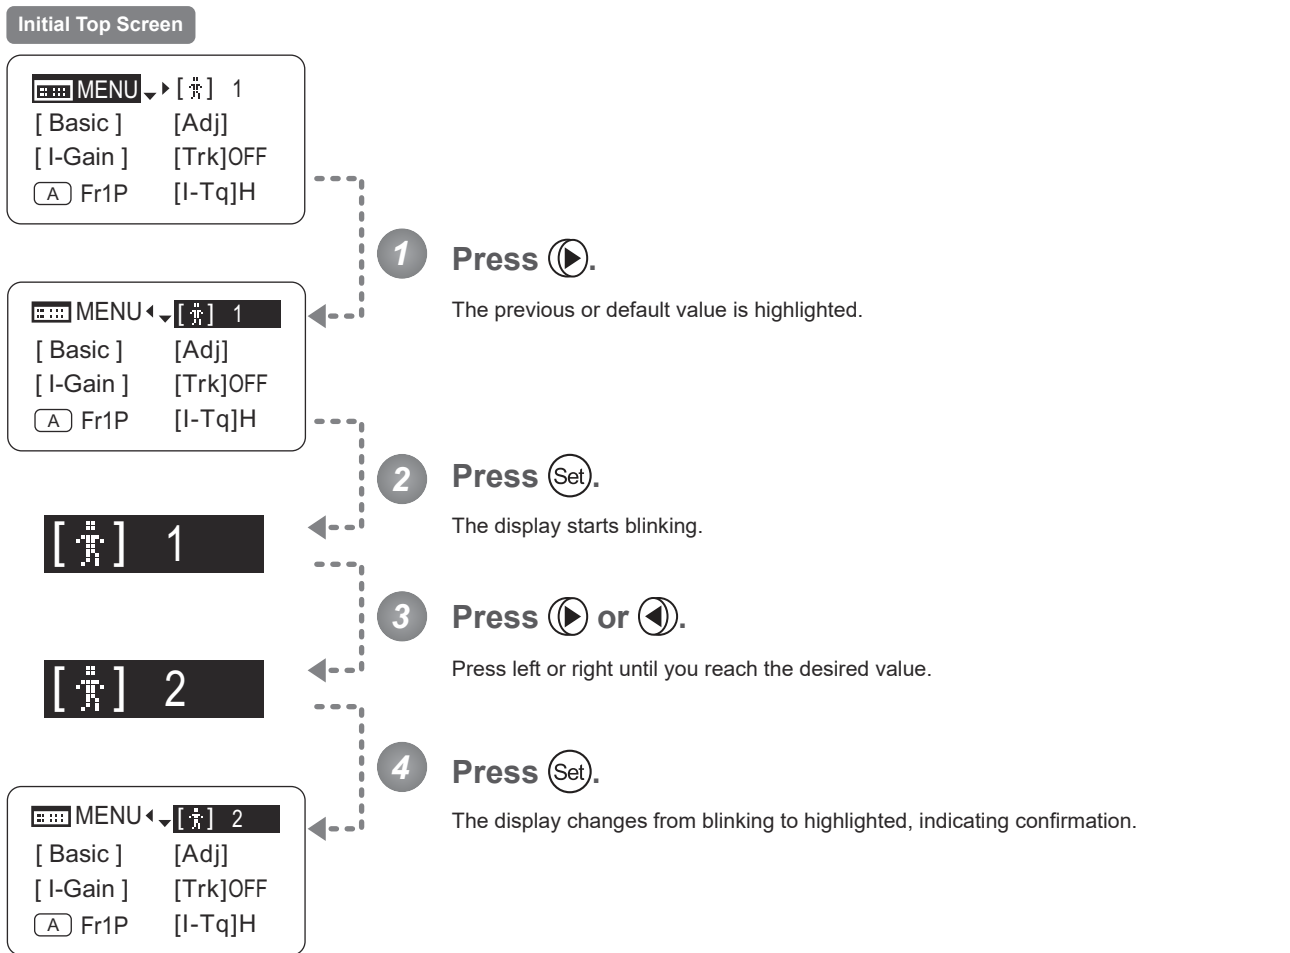 Initial Top Screen
MENU [ ] 1
[ Basic ] [Adj]
[ I-Gain ] [Trk]OFF
A Fr1P [I-Tq]H
1 Press .
The previous or default value is highlighted.
MENU [ ] 1
[ Basic ] [Adj]
[ I-Gain ] [Trk]OFF
A Fr1P [I-Tq]H
2 Press Set.
The display starts blinking.
[ ] 1
3 Press or .
Press left or right until you reach the desired value.
[ ] 2
4 Press Set.
The display changes from blinking to highlighted, indicating confirmation.
MENU [ ] 2
[ Basic ] [Adj]
[ I-Gain ] [Trk]OFF
A Fr1P [I-Tq]H